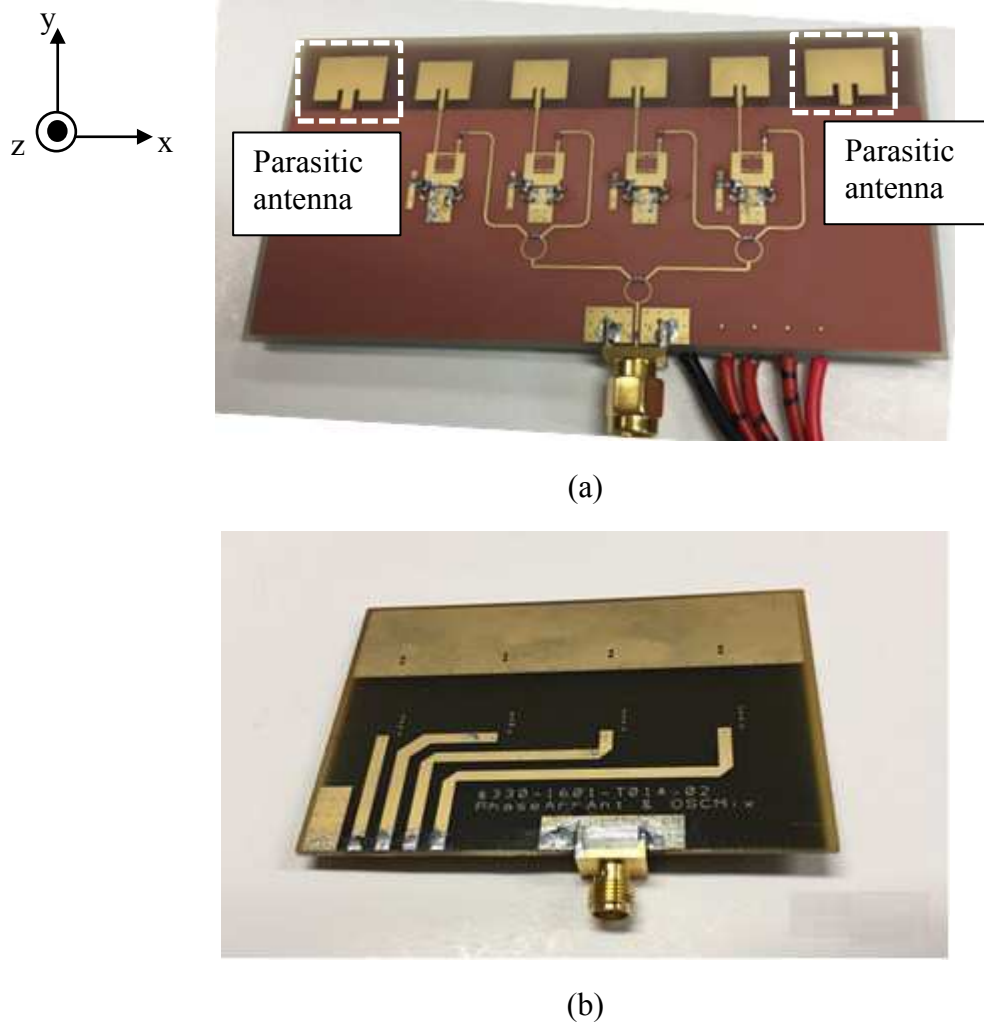 y
z
x
Parasitic
antenna
Parasitic
antenna
(a)
PhaseArrAnt & OSCMix
(b)